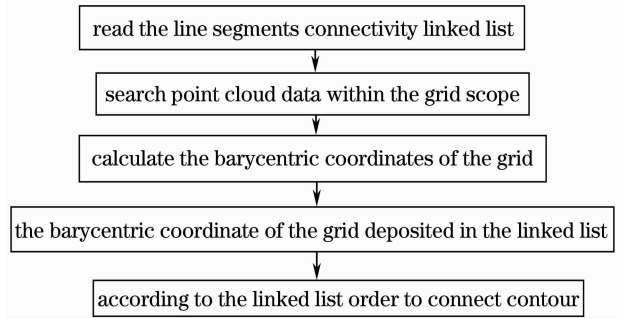 read the line segments connectivity linked list
search point cloud data within the grid scope
calculate the barycentric coordinates of the grid
the barycentric coordinate of the grid deposited in the linked list
according to the linked list order to connect contour